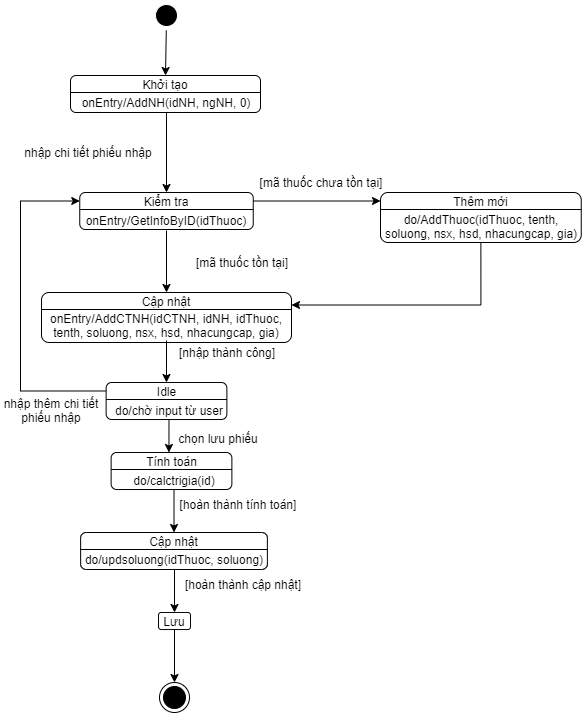 Khởi tạo
onEntry/AddNH(idNH, ngNH, 0)
nhập chi tiết phiếu nhập
Kiểm tra
onEntry/GetInfoByID(idThuoc)
[mã thuốc chưa tồn tại]
Thêm mới
do/AddThuoc(idThuoc, tenth,
soluong, nsx, hsd, nhacungcap, gia)
[mã thuốc tồn tại]
Cập nhật
onEntry/AddCTNH(idCTNH, idNH, idThuoc,
tenth, soluong, nsx, hsd, nhacungcap, gia)
[nhập thành công]
Idle
do/chờ input từ user
nhập thêm chi tiết
phiếu nhập
chọn lưu phiếu
Tính toán
do/calctrigia(id)
[hoàn thành tính toán]
Cập nhật
do/updsoluong(idThuoc, soluong)
[hoàn thành cập nhật]
Lưu